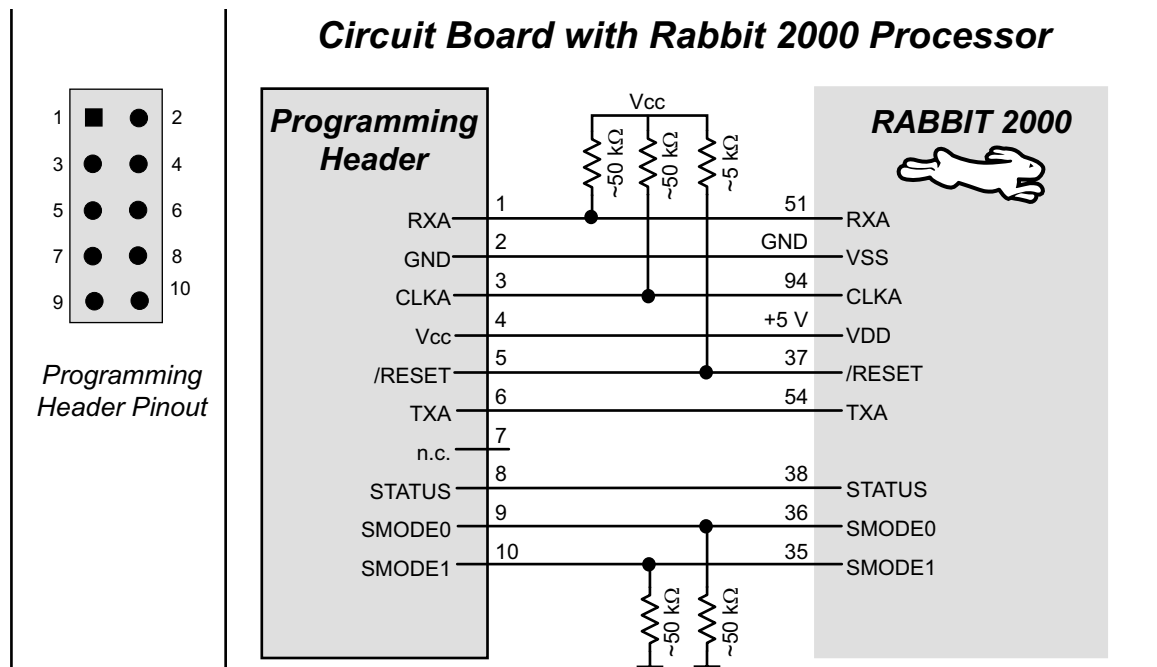 Circuit Board with Rabbit 2000 Processor
1 2
3 4
5 6
7 8
9 10
Programming
Header Pinout
Programming
Header
Vcc
~50 kΩ
~50 kΩ
~5 kΩ
RABBIT 2000
RXA 1 51 RXA
GND 2 GND VSS
CLKA 3 94 CLKA
Vcc 4 +5 V VDD
/RESET 5 37 /RESET
TXA 6 54 TXA
n.c. 7
STATUS 8 38 STATUS
SMODE0 9 36 SMODE0
SMODE1 10 35 SMODE1
~50 kΩ
~50 kΩ